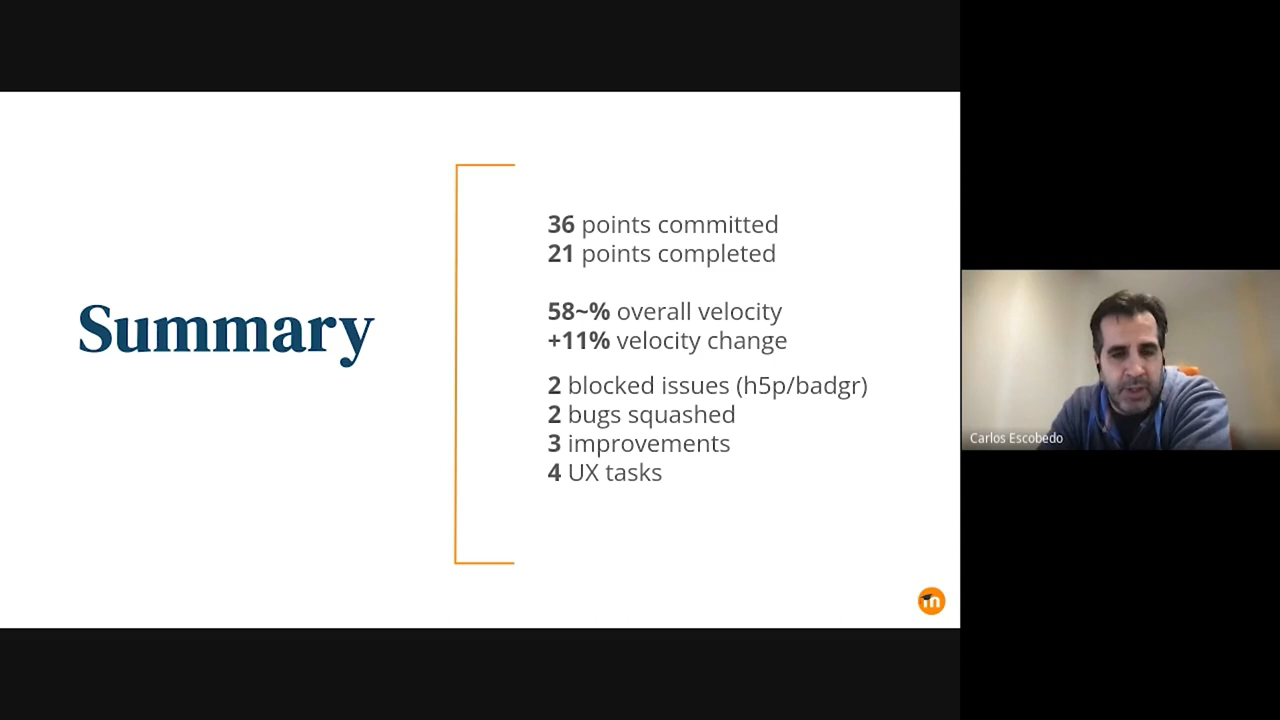 Summary
36 points committed
21 points completed
58~% overall velocity
+11% velocity change
2 blocked issues (h5p/badgr)
2 bugs squashed
3 improvements
4 UX tasks
m
Carlos Escobedo